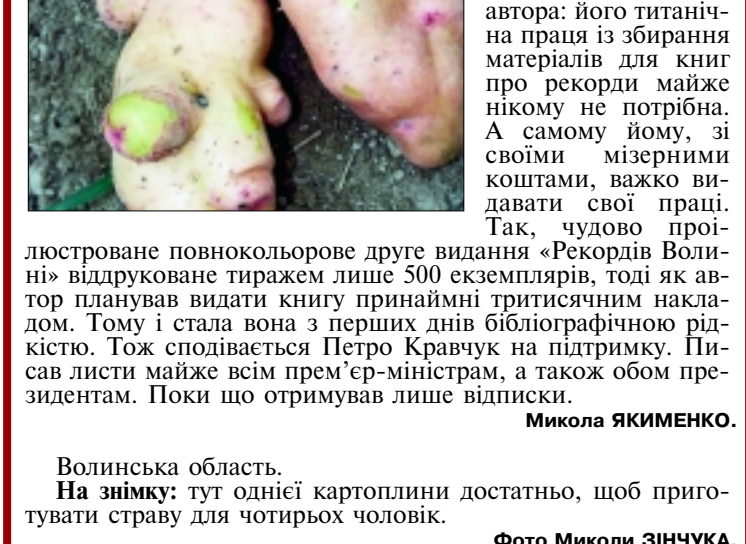 автора: його титаніч-
на праця із збирання
матеріалів для книг
про рекорди майже
нікому не потрібна.
А самому йому, зі
своїми мізерними
коштами, важко ви-
давати свої праці.
Так, чудово проі-
люстроване повнокольорове друге видання «Рекордів Воли-
ні» віддруковане тиражем лише 500 екземплярів, тоді як ав-
тор планував видати книгу принаймні тритисячним накла-
дом. Тому і стала вона з перших днів бібліографічною рід-
кістю. Тож сподівається Петро Кравчук на підтримку. Пи-
сав листи майже всім прем’єр-міністрам, а також обом пре-
зидентам. Поки що отримував лише відписки.
Микола ЯКИМЕНКО.
Волинська область.
На знімку: тут однієї картоплини достатньо, щоб приго-
тувати страву для чотирьох чоловік.
Фото Миколи ЗІНЧУКА.